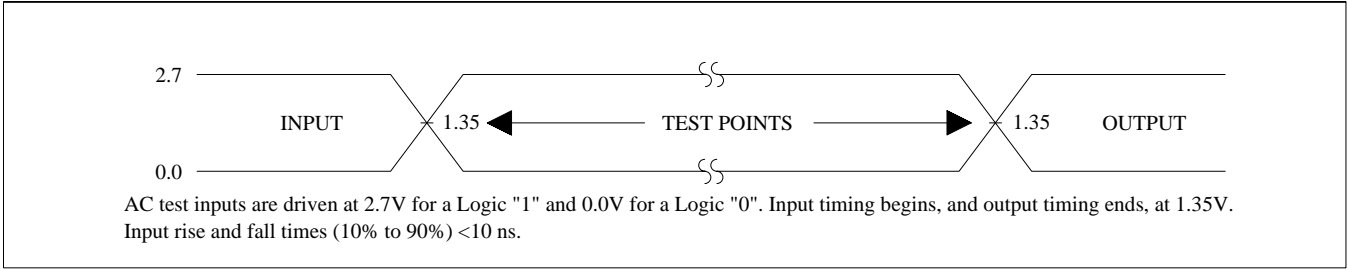 2.7
INPUT 1.35 TEST POINTS 1.35 OUTPUT
0.0
AC test inputs are driven at 2.7V for a Logic "1" and 0.0V for a Logic "0". Input timing begins, and output timing ends, at 1.35V.
Input rise and fall times (10% to 90%) <10 ns.